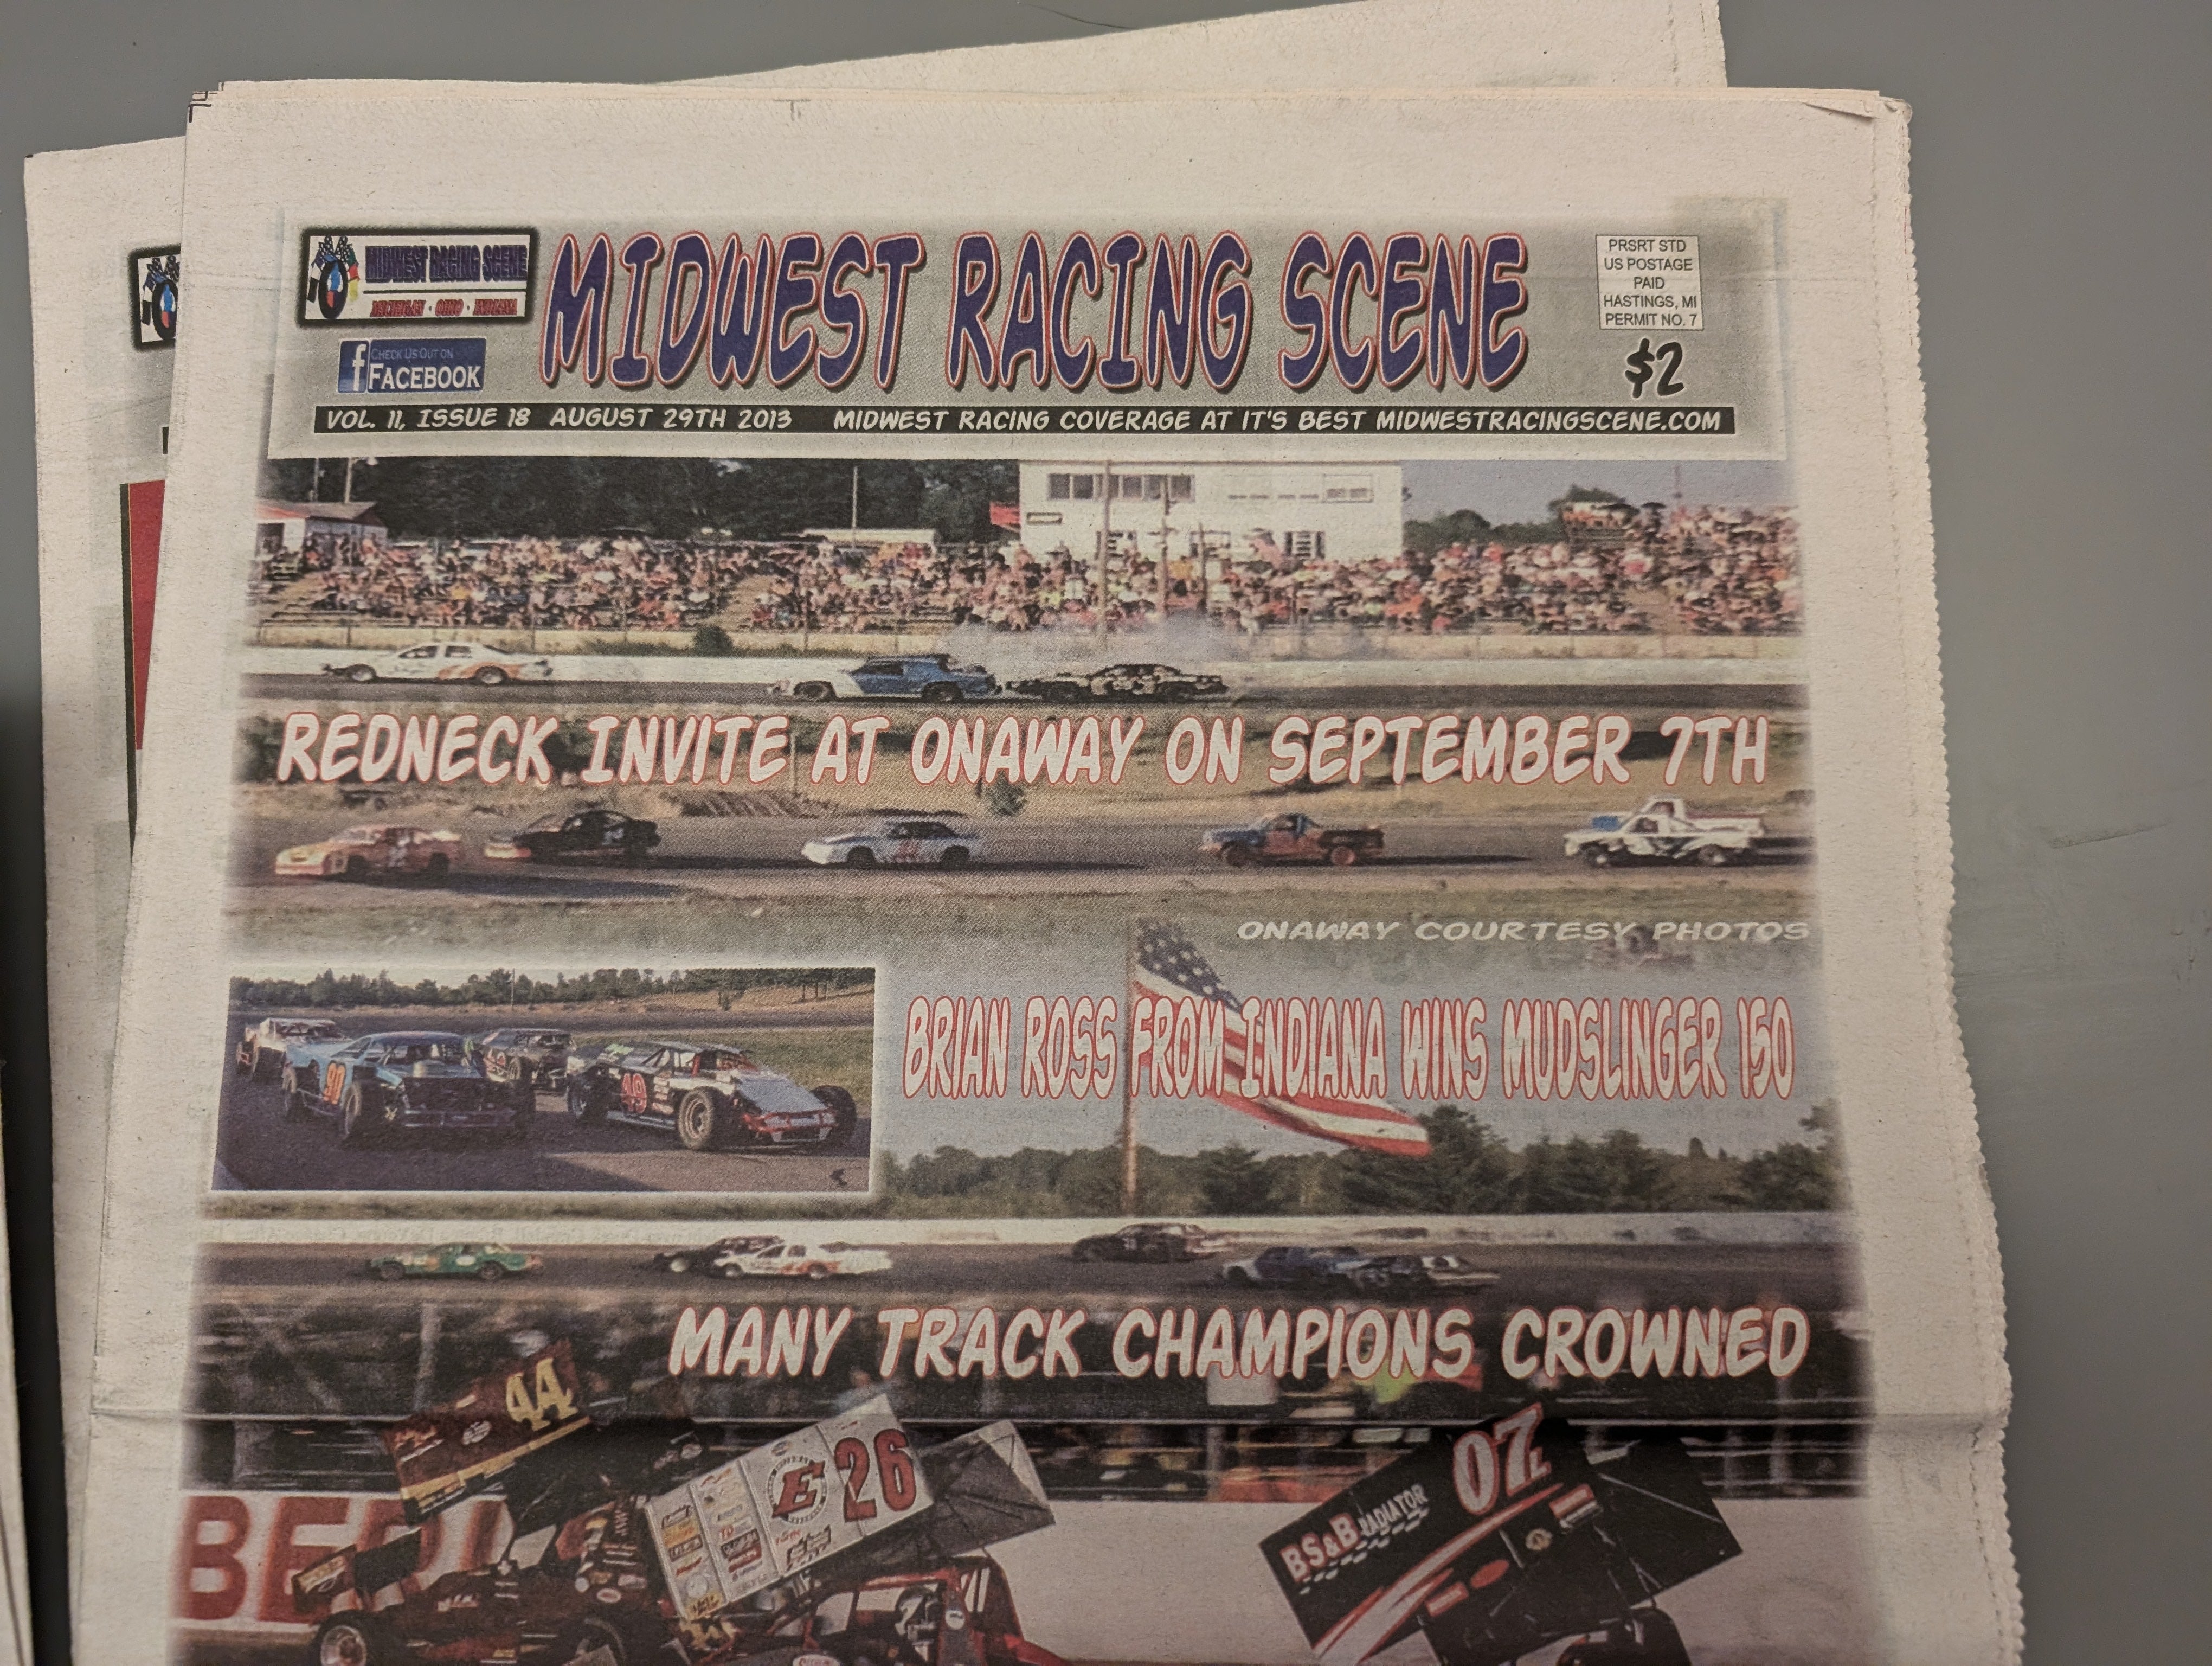 MIDWEST RACING SCENE
MICHIGAN · OHIO · INDIANA
f CHECK US OUT ON
FACEBOOK
MIDWEST RACING SCENE
PRSRT STD
US POSTAGE
PAID
HASTINGS, MI
PERMIT NO. 7
$2
VOL. 11, ISSUE 18 AUGUST 29TH 2013 MIDWEST RACING COVERAGE AT IT'S BEST MIDWESTRACINGSCENE.COM
REDNECK INVITE AT ONAWAY ON SEPTEMBER 7TH
ONAWAY COURTESY PHOTOS
BRIAN ROSS FROM INDIANA WINS MUDSLINGER 150
90
49
MANY TRACK CHAMPIONS CROWNED
44
E 26
07
BS&B RADIATOR